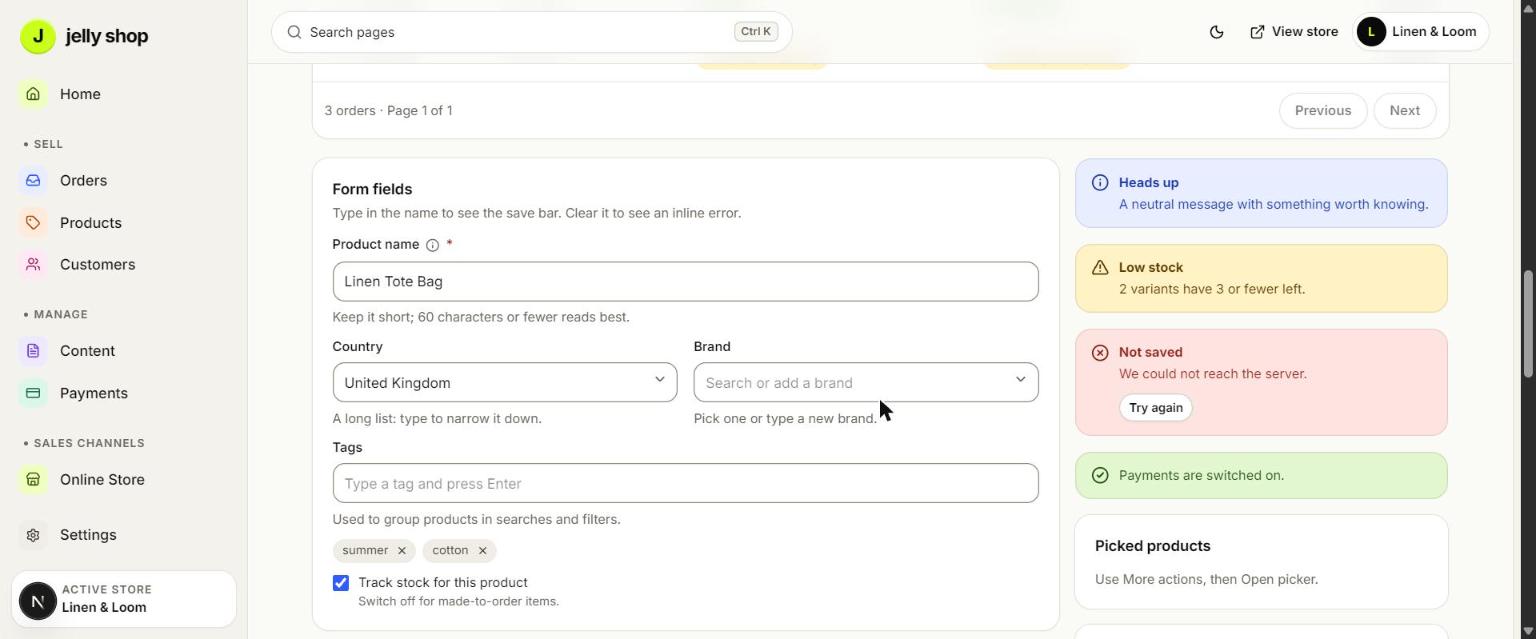 J jelly shop
Search pages
Ctrl K
View store
L Linen & Loom
Home
• SELL
Orders
Products
Customers
• MANAGE
Content
Payments
• SALES CHANNELS
Online Store
Settings
N
ACTIVE STORE
Linen & Loom
3 orders · Page 1 of 1
Previous
Next
Form fields
Type in the name to see the save bar. Clear it to see an inline error.
Product name *
Linen Tote Bag
Keep it short; 60 characters or fewer reads best.
Country
United Kingdom
A long list: type to narrow it down.
Brand
Search or add a brand
Pick one or type a new brand.
Tags
Type a tag and press Enter
Used to group products in searches and filters.
summer ×
cotton ×
Track stock for this product
Switch off for made-to-order items.
Heads up
A neutral message with something worth knowing.
Low stock
2 variants have 3 or fewer left.
Not saved
We could not reach the server.
Try again
Payments are switched on.
Picked products
Use More actions, then Open picker.